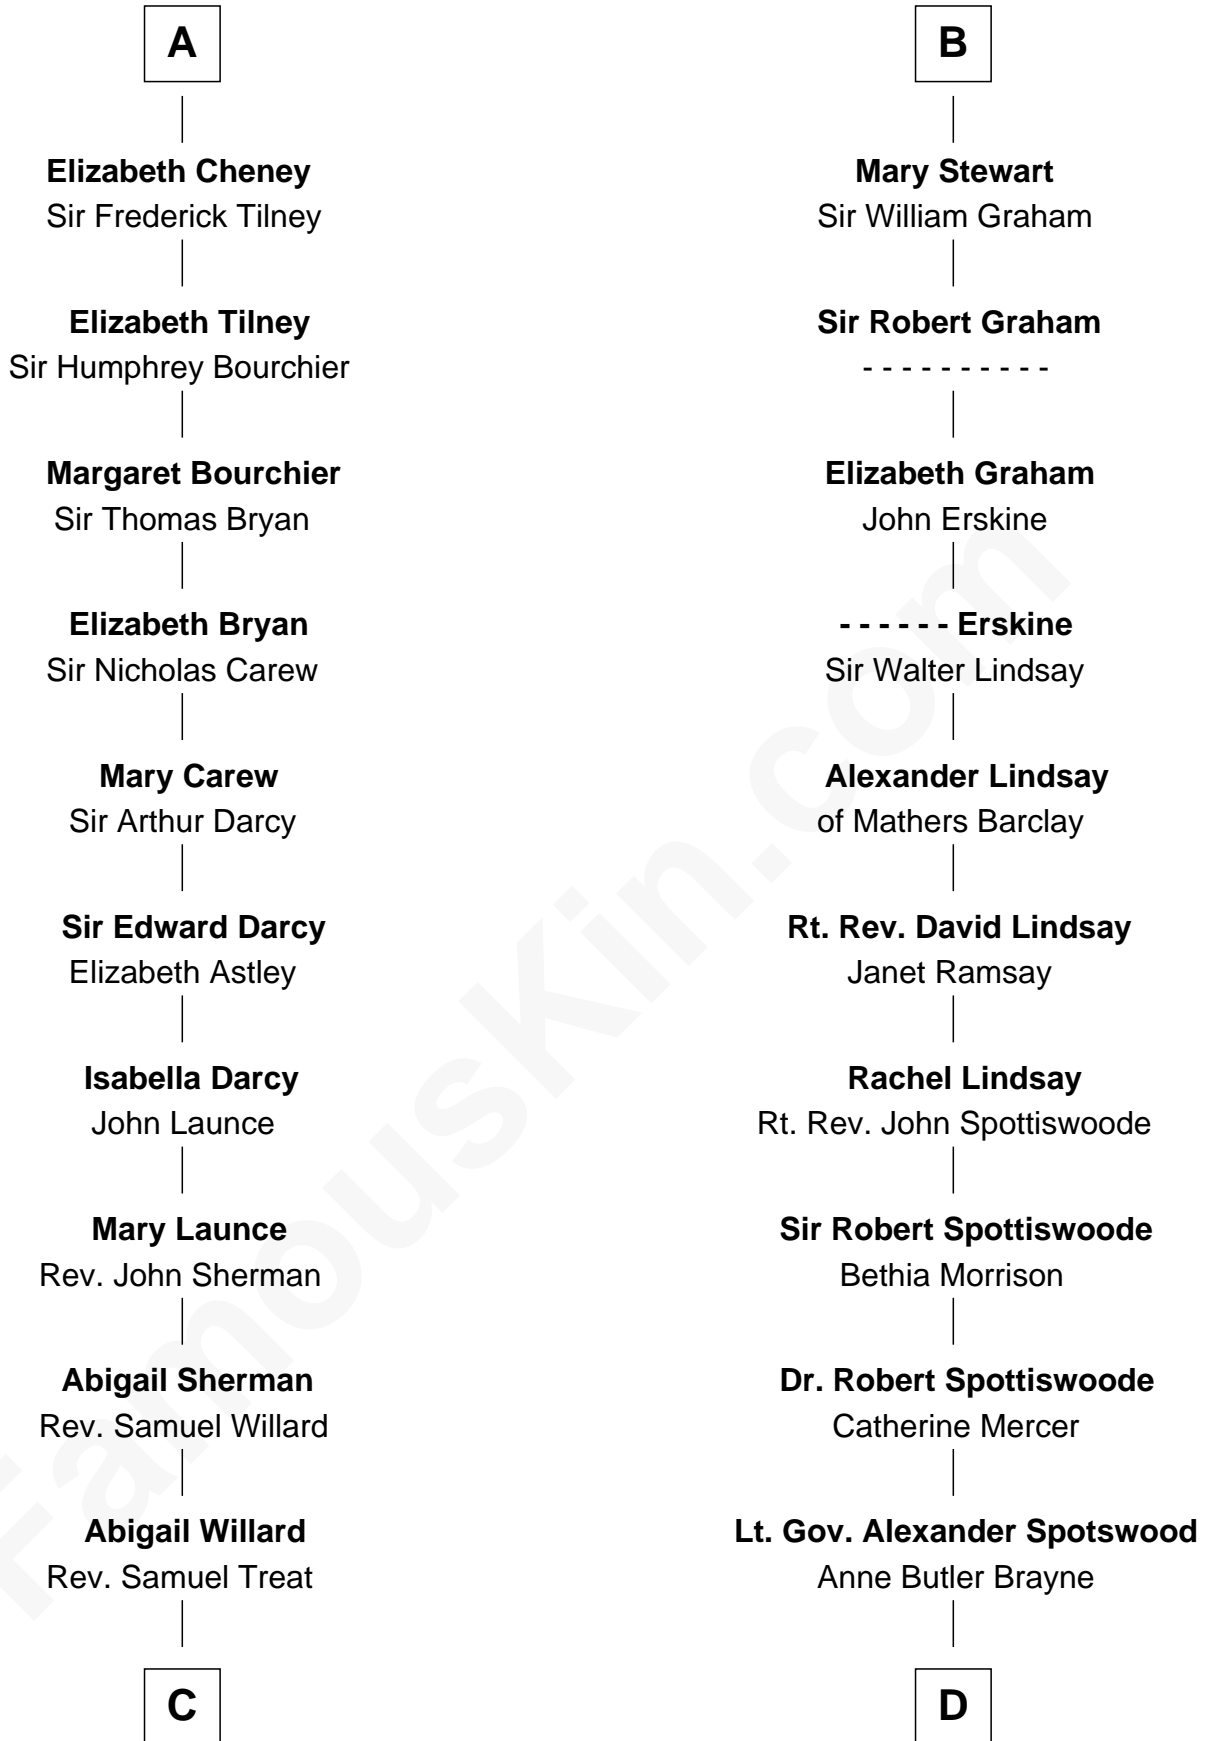 A
Elizabeth Cheney
Sir Frederick Tilney
Elizabeth Tilney
Sir Humphrey Bourchier
Margaret Bourchier
Sir Thomas Bryan
Elizabeth Bryan
Sir Nicholas Carew
Mary Carew
Sir Arthur Darcy
Sir Edward Darcy
Elizabeth Astley
Isabella Darcy
John Launce
Mary Launce
Rev. John Sherman
Abigail Sherman
Rev. Samuel Willard
Abigail Willard
Rev. Samuel Treat
C
B
Mary Stewart
Sir William Graham
Sir Robert Graham
- - - - - - - - - -
Elizabeth Graham
John Erskine
- - - - - - Erskine
Sir Walter Lindsay
Alexander Lindsay
of Mathers Barclay
Rt. Rev. David Lindsay
Janet Ramsay
Rachel Lindsay
Rt. Rev. John Spottiswoode
Sir Robert Spottiswoode
Bethia Morrison
Dr. Robert Spottiswoode
Catherine Mercer
Lt. Gov. Alexander Spotswood
Anne Butler Brayne
D
FamousKin.com